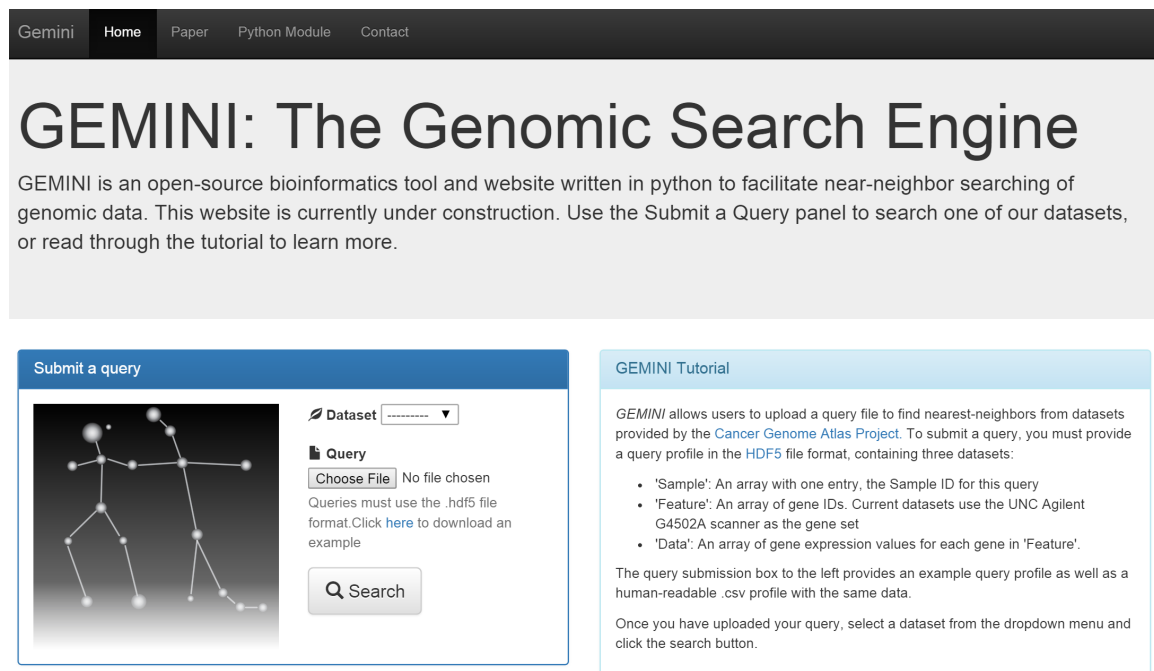 Gemini Home Paper Python Module Contact
GEMINI: The Genomic Search Engine
GEMINI is an open-source bioinformatics tool and website written in python to facilitate near-neighbor searching of
genomic data. This website is currently under construction. Use the Submit a Query panel to search one of our datasets,
or read through the tutorial to learn more.
Submit a query
Dataset ---------
Query
Choose File No file chosen
Queries must use the .hdf5 file
format.Click here to download an
example
Search
GEMINI Tutorial
GEMINI allows users to upload a query file to find nearest-neighbors from datasets
provided by the Cancer Genome Atlas Project. To submit a query, you must provide
a query profile in the HDF5 file format, containing three datasets:
• 'Sample': An array with one entry, the Sample ID for this query
• 'Feature': An array of gene IDs. Current datasets use the UNC Agilent
G4502A scanner as the gene set
• 'Data': An array of gene expression values for each gene in 'Feature'.
The query submission box to the left provides an example query profile as well as a
human-readable .csv profile with the same data.
Once you have uploaded your query, select a dataset from the dropdown menu and
click the search button.